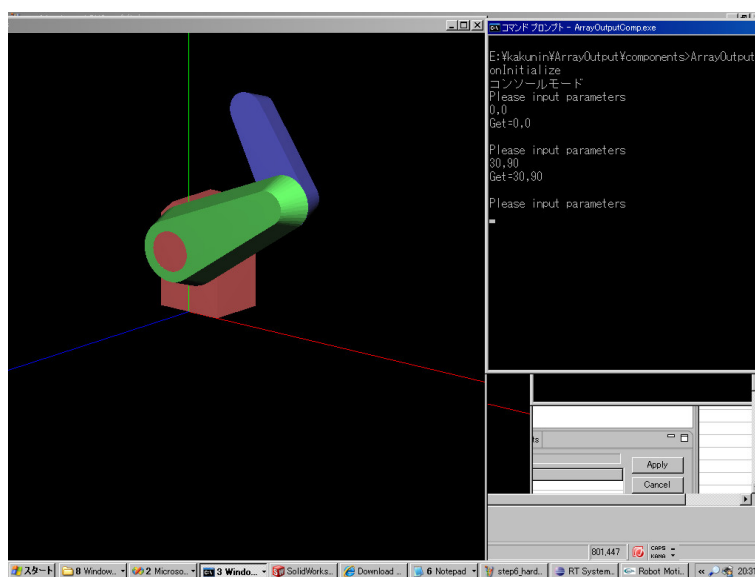 コマンド プロンプト - ArrayOutputComp.exe
E:¥kakunin¥ArrayOutput¥components>ArrayOutput
onInitialize
コンソールモード
Please input parameters
0,0
Get=0,0
Please input parameters
30,90
Get=30,90
Please input parameters
ts
Apply
Cancel
801,447
CAPS
KANA
スタート
8 Window...
2 Microso...
3 Windo...
SolidWorks...
Download ...
6 Notepad
step6_hard...
RT System...
Robot Moti...